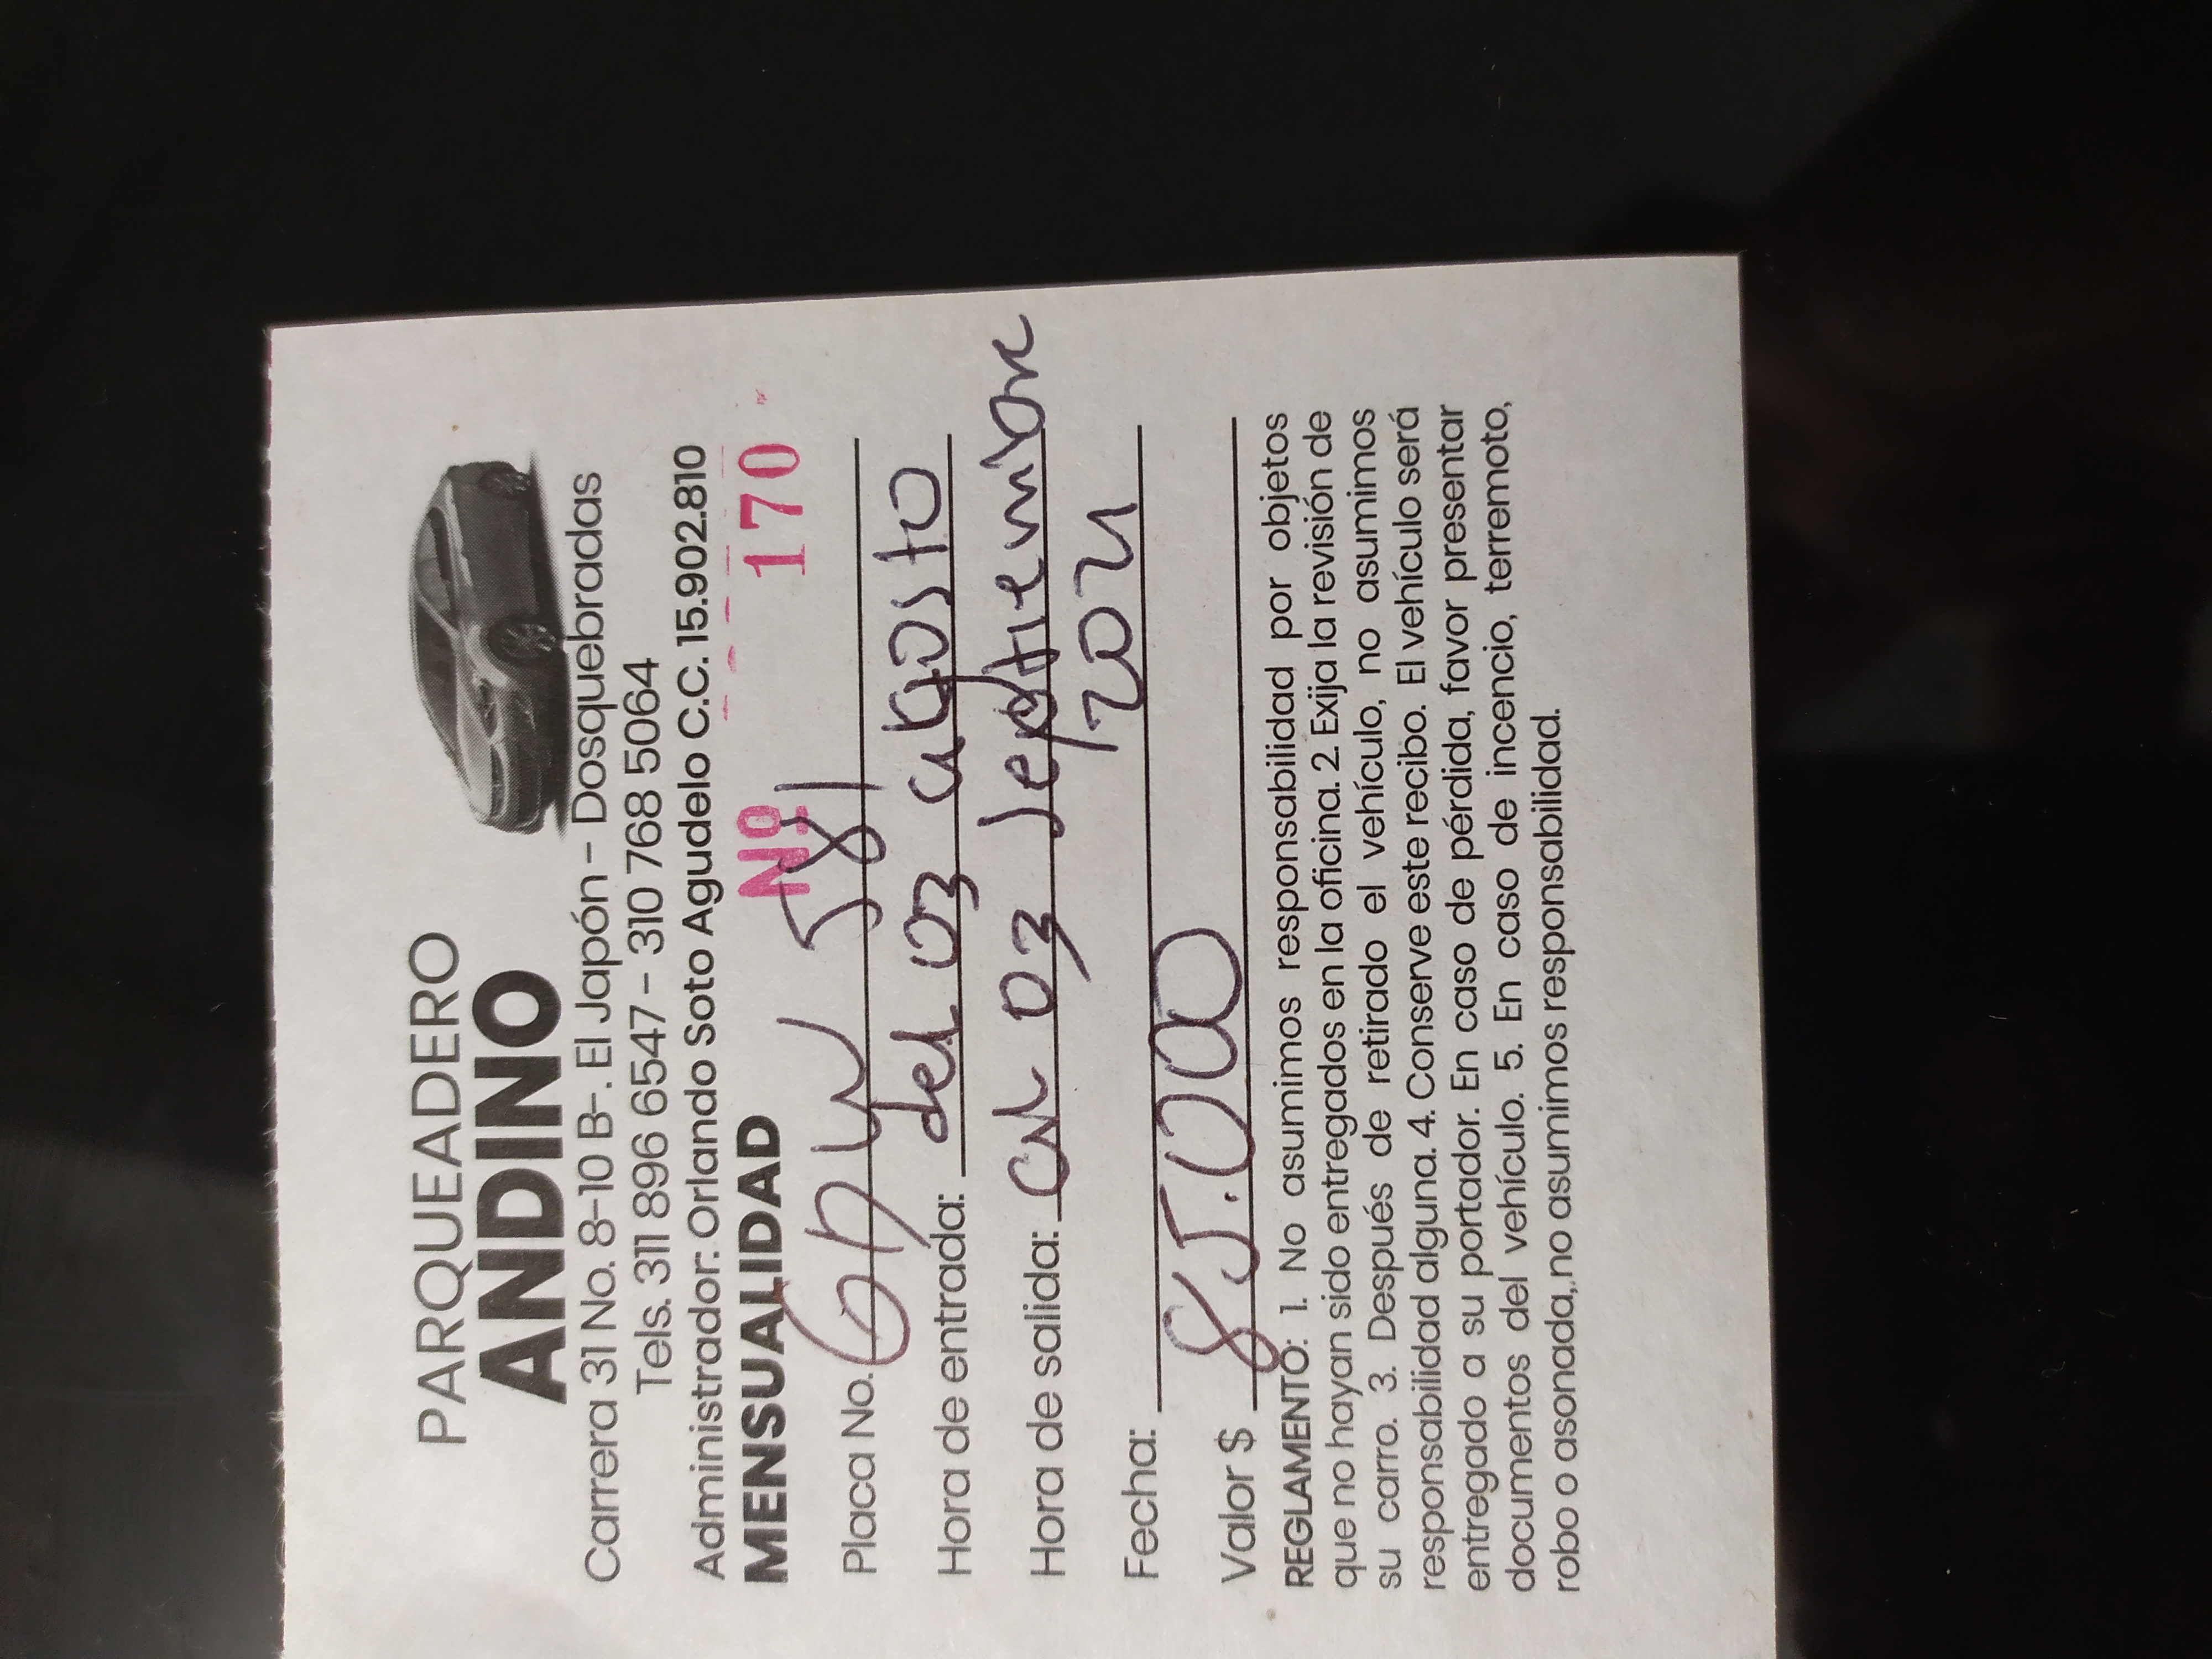 PARQUEADERO
ANDINO
Carrera 31 No. 8-10 B-. El Japón - Dosquebradas
Tels. 311 896 6547 - 310 768 5064
Administrador: Orlando Soto Agudelo C.C. 15.902.810
MENSUALIDAD No. 170
Placa No. 581
Hora de entrada: del 03 agosto
Hora de salida: al 03 septiembre
Fecha: 2021
Valor $ 85.000
REGLAMENTO: 1. No asumimos responsabilidad por objetos
que no hayan sido entregados en la oficina. 2 Exija la revisión de
su carro. 3. Después de retirado el vehículo, no asumimos
responsabilidad alguna. 4. Conserve este recibo. El vehículo será
entregado a su portador. En caso de pérdida, favor presentar
documentos del vehículo. 5. En caso de incencio, terremoto,
robo o asonada,,no asumimos responsabilidad.